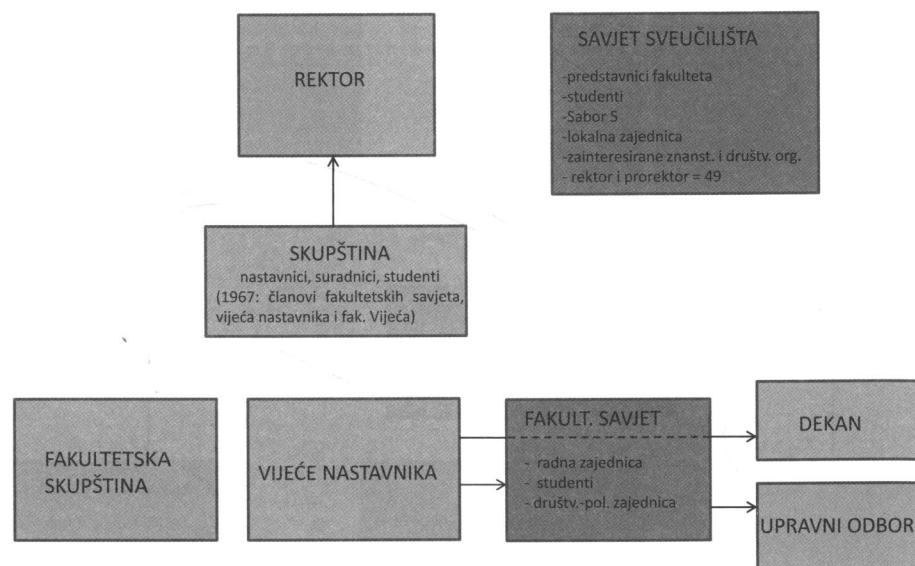 REKTOR
SAVJET SVEUČILIŠTA
-predstavnici fakulteta
-studenti
-Sabor 5
-lokalna zajednica
-zainteresirane znanst. i društv. org.
- rektor i prorektor = 49
SKUPŠTINA
nastavnici, suradnici, studenti
(1967: članovi fakultetskih savjeta,
vijeća nastavnika i fak. Vijeća)
FAKULTETSKA
SKUPŠTINA
VIJEĆE NASTAVNIKA
FAKULT. SAVJET
- radna zajednica
- studenti
- društv.-pol. zajednica
DEKAN
UPRAVNI ODBOR